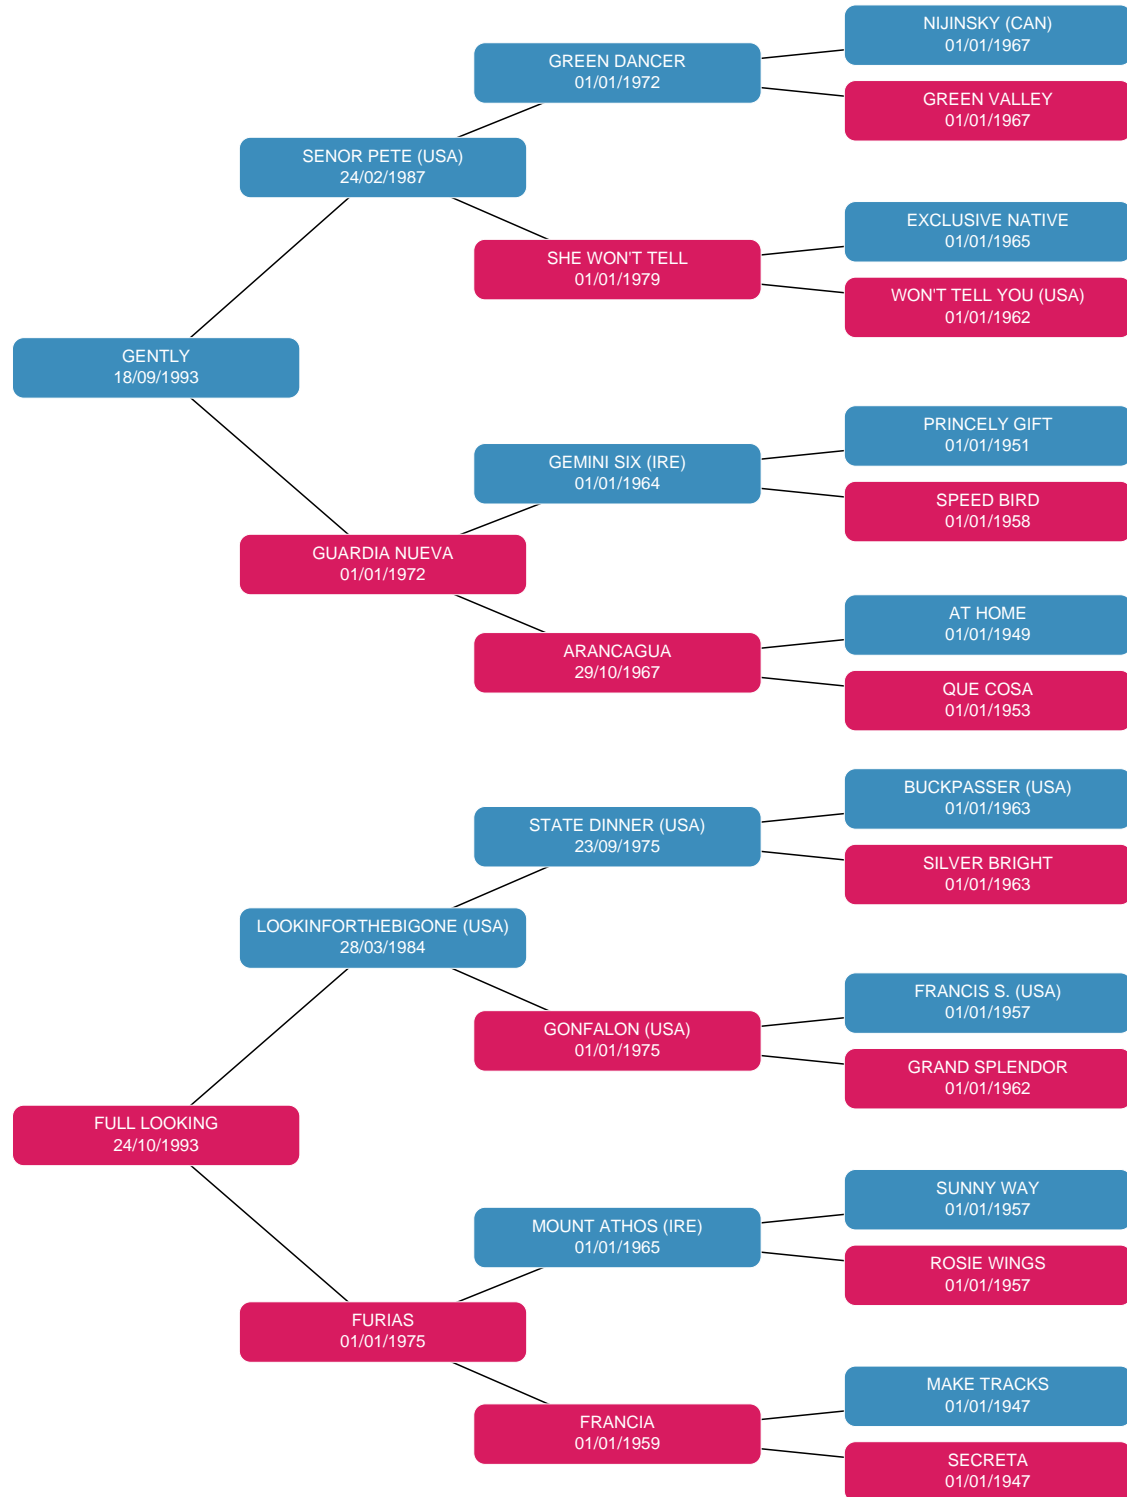 NIJINSKY (CAN)
01/01/1967
GREEN DANCER
01/01/1972
GREEN VALLEY
01/01/1967
SENOR PETE (USA)
24/02/1987
EXCLUSIVE NATIVE
01/01/1965
SHE WON'T TELL
01/01/1979
WON'T TELL YOU (USA)
01/01/1962
GENTLY
18/09/1993
PRINCELY GIFT
01/01/1951
GEMINI SIX (IRE)
01/01/1964
SPEED BIRD
01/01/1958
GUARDIA NUEVA
01/01/1972
AT HOME
01/01/1949
ARANCAGUA
29/10/1967
QUE COSA
01/01/1953
BUCKPASSER (USA)
01/01/1963
STATE DINNER (USA)
23/09/1975
SILVER BRIGHT
01/01/1963
LOOKINFORTHEBIGONE (USA)
28/03/1984
FRANCIS S. (USA)
01/01/1957
GONFALON (USA)
01/01/1975
GRAND SPLENDOR
01/01/1962
FULL LOOKING
24/10/1993
SUNNY WAY
01/01/1957
MOUNT ATHOS (IRE)
01/01/1965
ROSIE WINGS
01/01/1957
FURIAS
01/01/1975
MAKE TRACKS
01/01/1947
FRANCIA
01/01/1959
SECRETA
01/01/1947